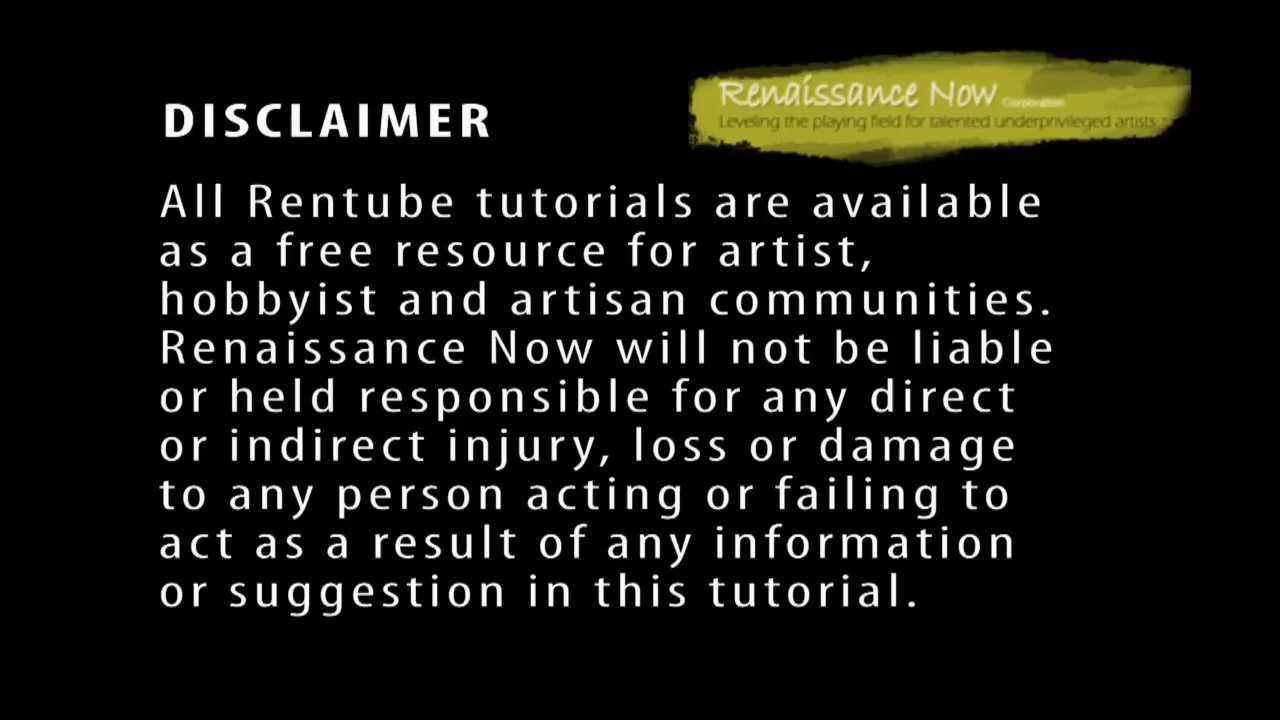 DISCLAIMER
Renaissance Now Corporation
Leveling the playing field for talented underprivileged artists
All Rentube tutorials are available
as a free resource for artist,
hobbyist and artisan communities.
Renaissance Now will not be liable
or held responsible for any direct
or indirect injury, loss or damage
to any person acting or failing to
act as a result of any information
or suggestion in this tutorial.